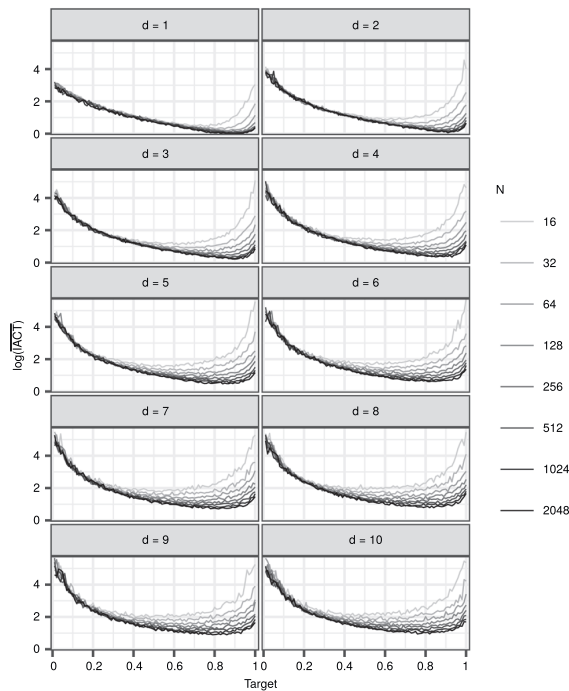 d = 1
d = 2
4
2
0
d = 3
d = 4
4
2
0
d = 5
d = 6
4
2
0
d = 7
d = 8
4
2
0
d = 9
d = 10
4
2
0
0 0.2 0.4 0.6 0.8 1 0 0.2 0.4 0.6 0.8 1
Target
log(IACT)
N
16
32
64
128
256
512
1024
2048